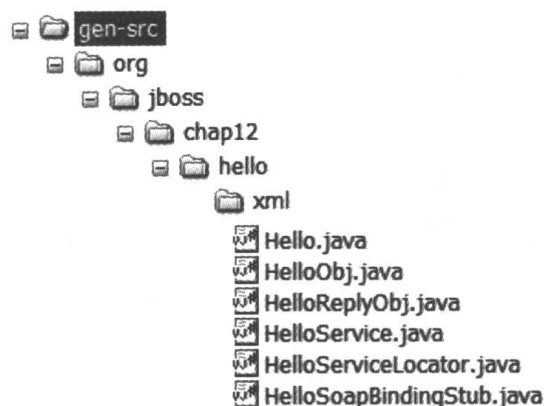 gen-src
org
jboss
chap12
hello
xml
Hello.java
HelloObj.java
HelloReplyObj.java
HelloService.java
HelloServiceLocator.java
HelloSoapBindingStub.java